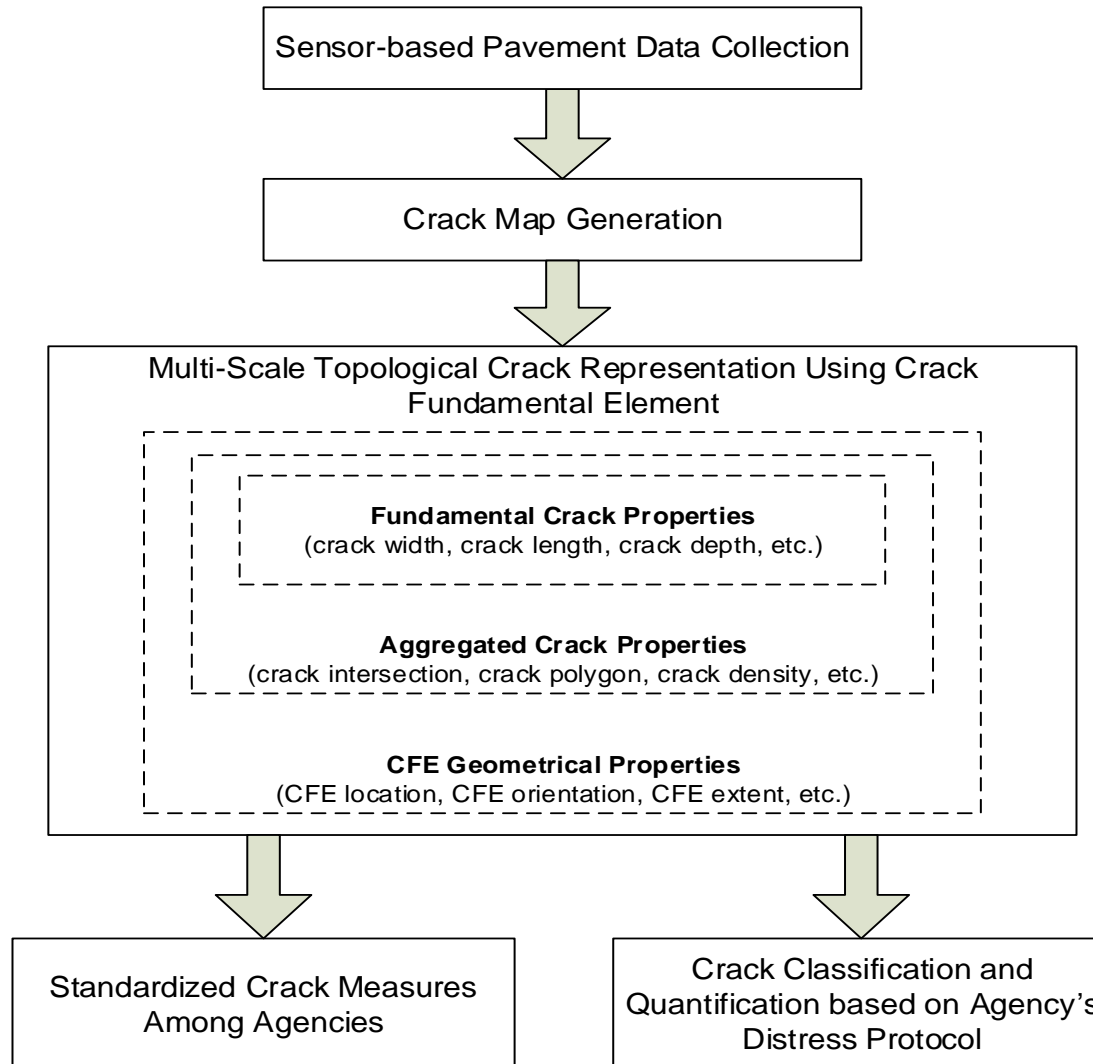 Sensor-based Pavement Data Collection
Crack Map Generation
Multi-Scale Topological Crack Representation Using Crack
Fundamental Element
Fundamental Crack Properties
(crack width, crack length, crack depth, etc.)
Aggregated Crack Properties
(crack intersection, crack polygon, crack density, etc.)
CFE Geometrical Properties
(CFE location, CFE orientation, CFE extent, etc.)
Standardized Crack Measures
Among Agencies
Crack Classification and
Quantification based on Agency's
Distress Protocol